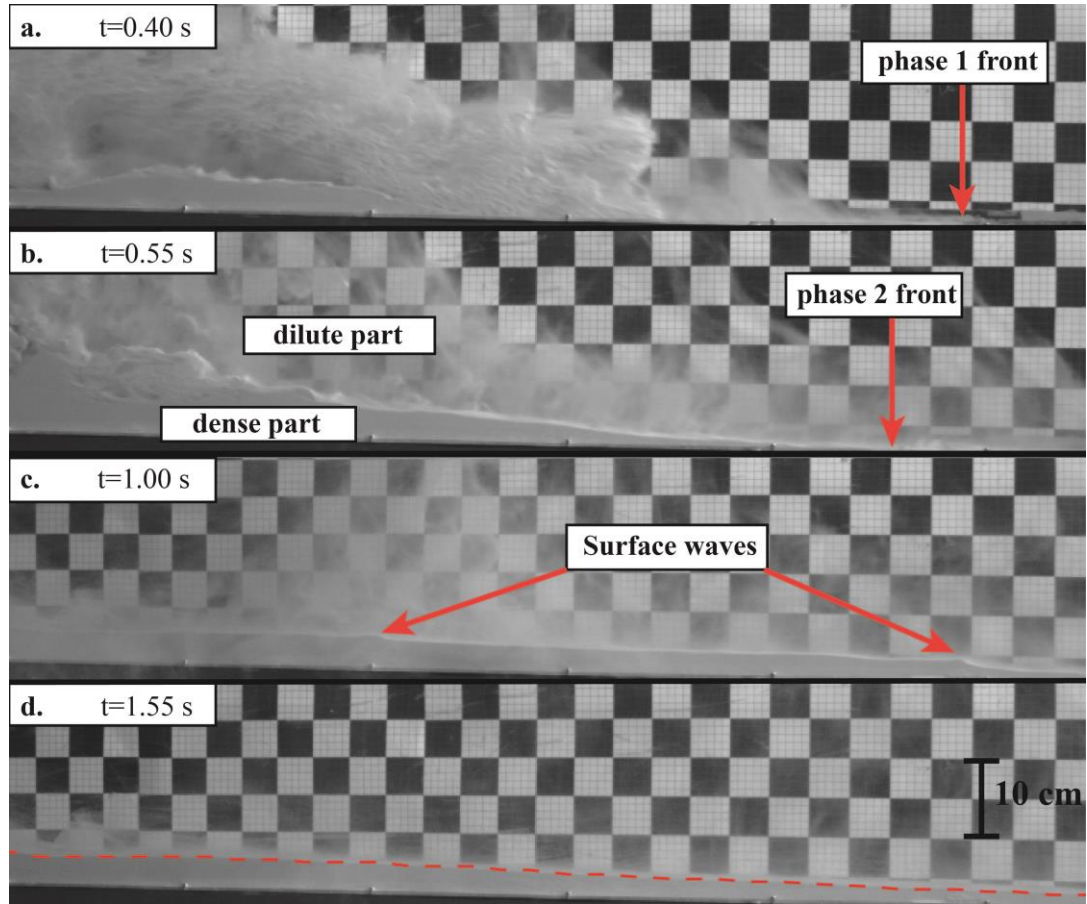 a. t=0.40 s
phase 1 front
b. t=0.55 s
phase 2 front
dilute part
dense part
c. t=1.00 s
Surface waves
d. t=1.55 s
10 cm